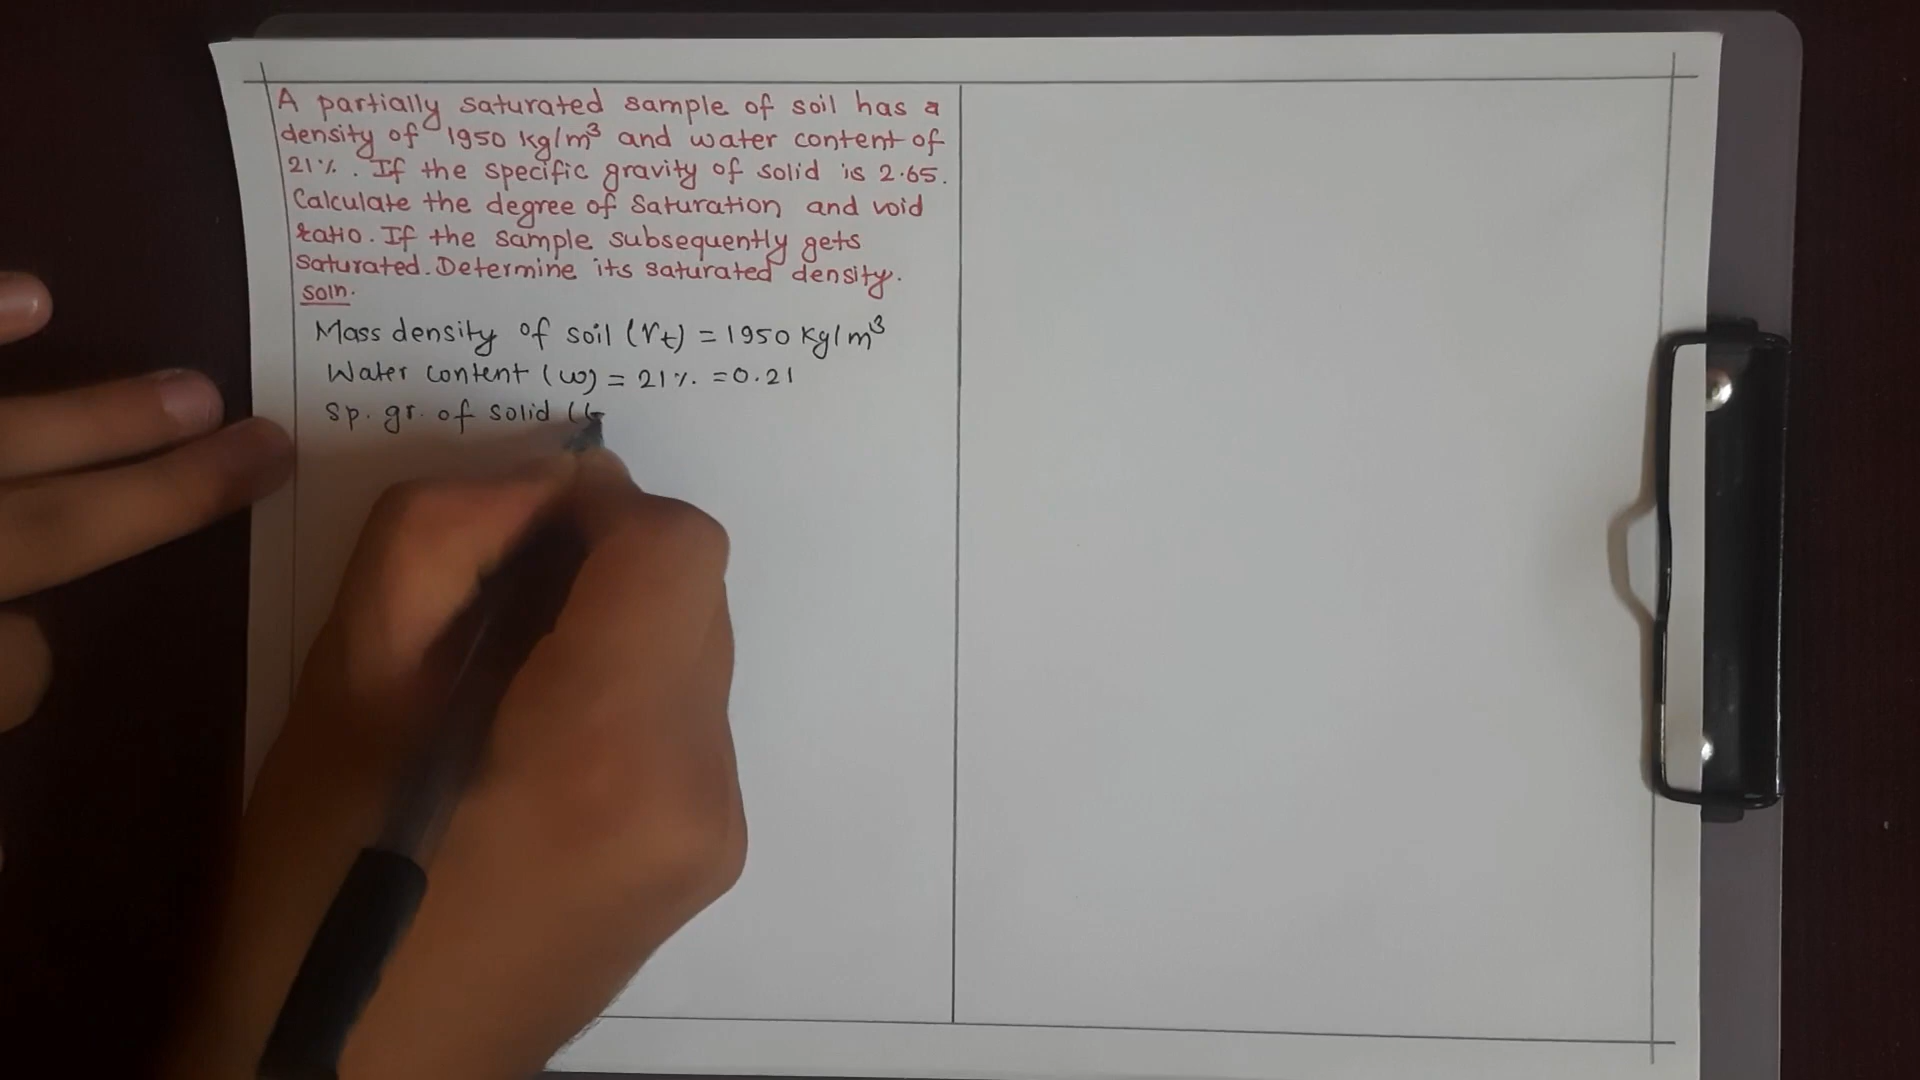 A partially saturated sample of soil has a
density of 1950 kg/m³ and water content of
21%. If the specific gravity of solid is 2.65.
Calculate the degree of saturation and void
ratio. If the sample subsequently gets
saturated. Determine its saturated density.
soln.
Mass density of soil (γt) = 1950 Kg/m³
Water content (w) = 21% = 0.21
Sp. gr. of solid (G